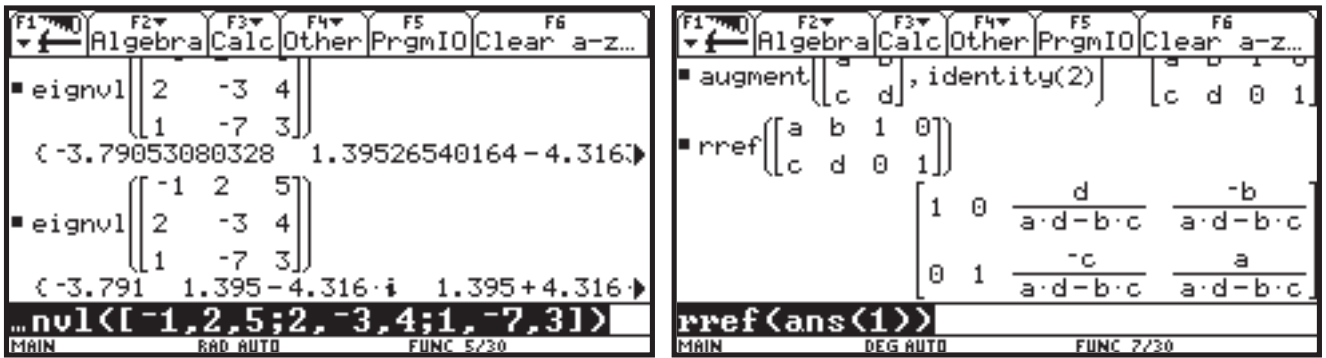 F1 F2▾ F3▾ F4▾ F5 F6
▾ Algebra Calc Other PrgmIO Clear a-z…
▪ eignvl([ 2 -3 4
1 -7 3])
{-3.79053080328 1.39526540164 - 4.316
▪ eignvl([-1 2 5
2 -3 4
1 -7 3])
{-3.791 1.395 - 4.316·i 1.395 + 4.316·▸
…nvl([-1,2,5;2,-3,4;1,-7,3])
MAIN RAD AUTO FUNC 5/30
F1 F2▾ F3▾ F4▾ F5 F6
▾ Algebra Calc Other PrgmIO Clear a-z…
▪ augment([a b
c d], identity(2)) [a b 1 0
c d 0 1]
▪ rref([a b 1 0
c d 0 1])
[1 0 d/(a·d-b·c) -b/(a·d-b·c)
0 1 -c/(a·d-b·c) a/(a·d-b·c)]
rref(ans(1))
MAIN DEG AUTO FUNC 7/30